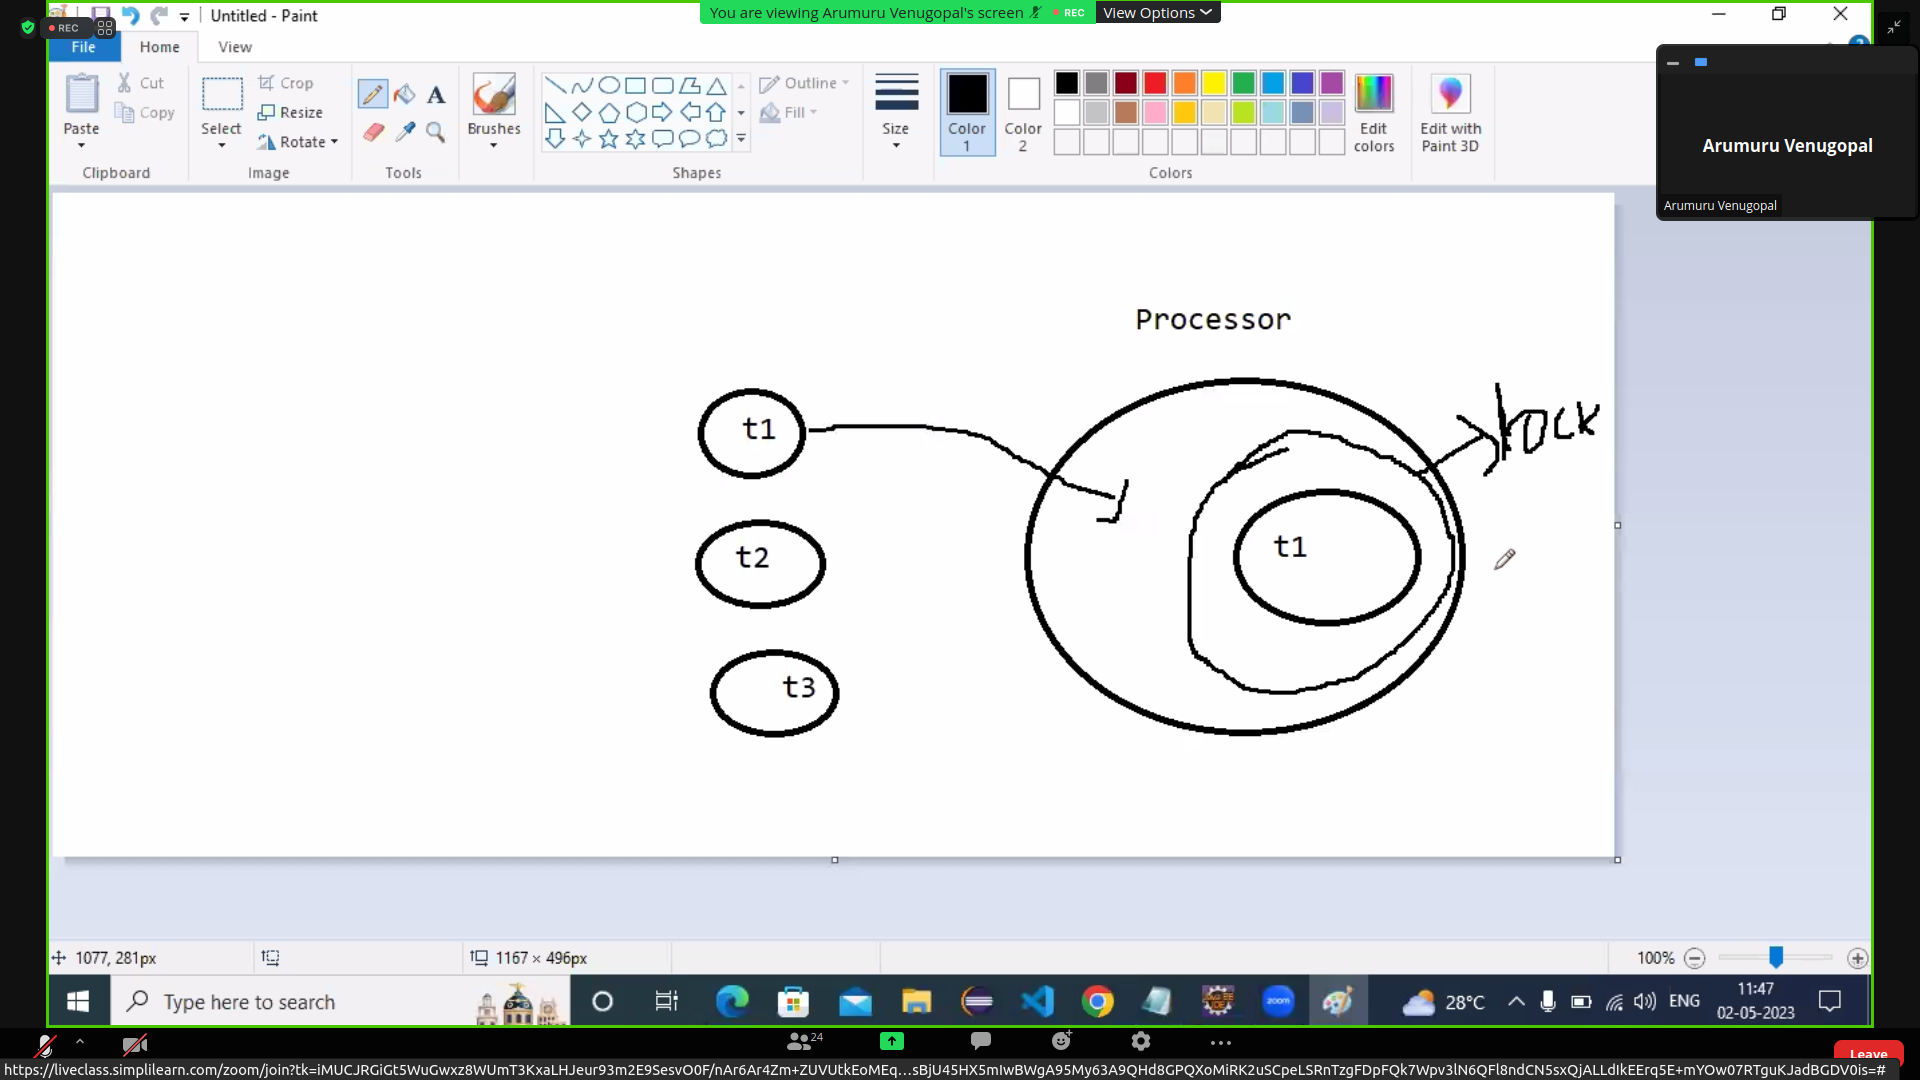 Untitled - Paint
You are viewing Arumuru Venugopal's screen REC View Options
REC
File Home View
Cut
Copy
Paste
Crop
Resize
Rotate
Select
Brushes
Outline
Fill
Size
Color 1
Color 2
Edit colors
Edit with Paint 3D
Clipboard Image Tools Shapes Colors
Arumuru Venugopal
Arumuru Venugopal
Processor
t1
lock
t1
t2
t3
1077, 281px
1167 × 496px
100%
Type here to search
28°C
ENG
11:47
02-05-2023
24
Leave
https://liveclass.simplilearn.com/zoom/join?tk=iMUCJRGiGt5WuGwxz8WUmT3KxaLHJeur93m2E9SesvO0F/nAr6Ar4Zm+ZUVUtkEoMEq...sBjU45HX5mIwBWgA95My63A9QHd8GPQXoMiRK2uSCpeLSRnTzgFDpFQk7Wpv3lN6QFl8ndCN5sxQjALLdIkEErq5E+mYOw07RTguKJadBGDV0is=#